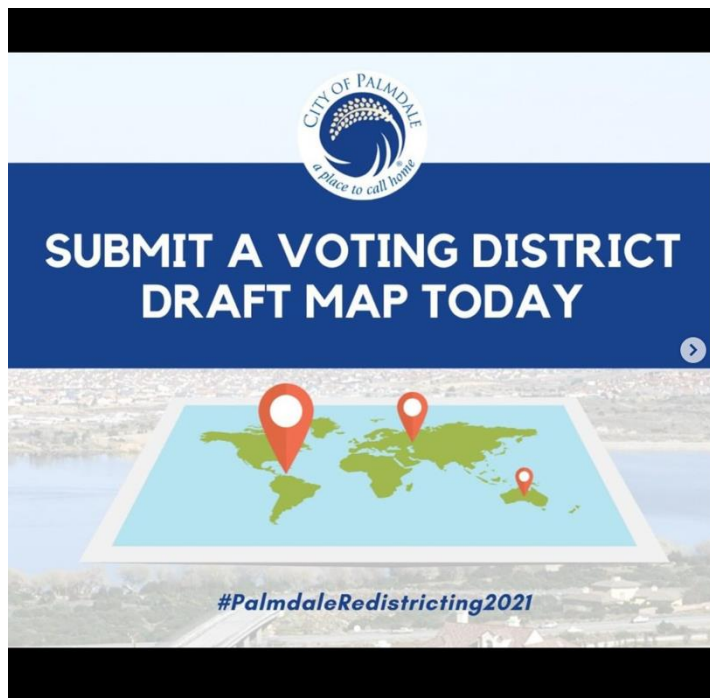 CITY OF PALMDALE
a place to call home
®
SUBMIT A VOTING DISTRICT
DRAFT MAP TODAY
#PalmdaleRedistricting2021